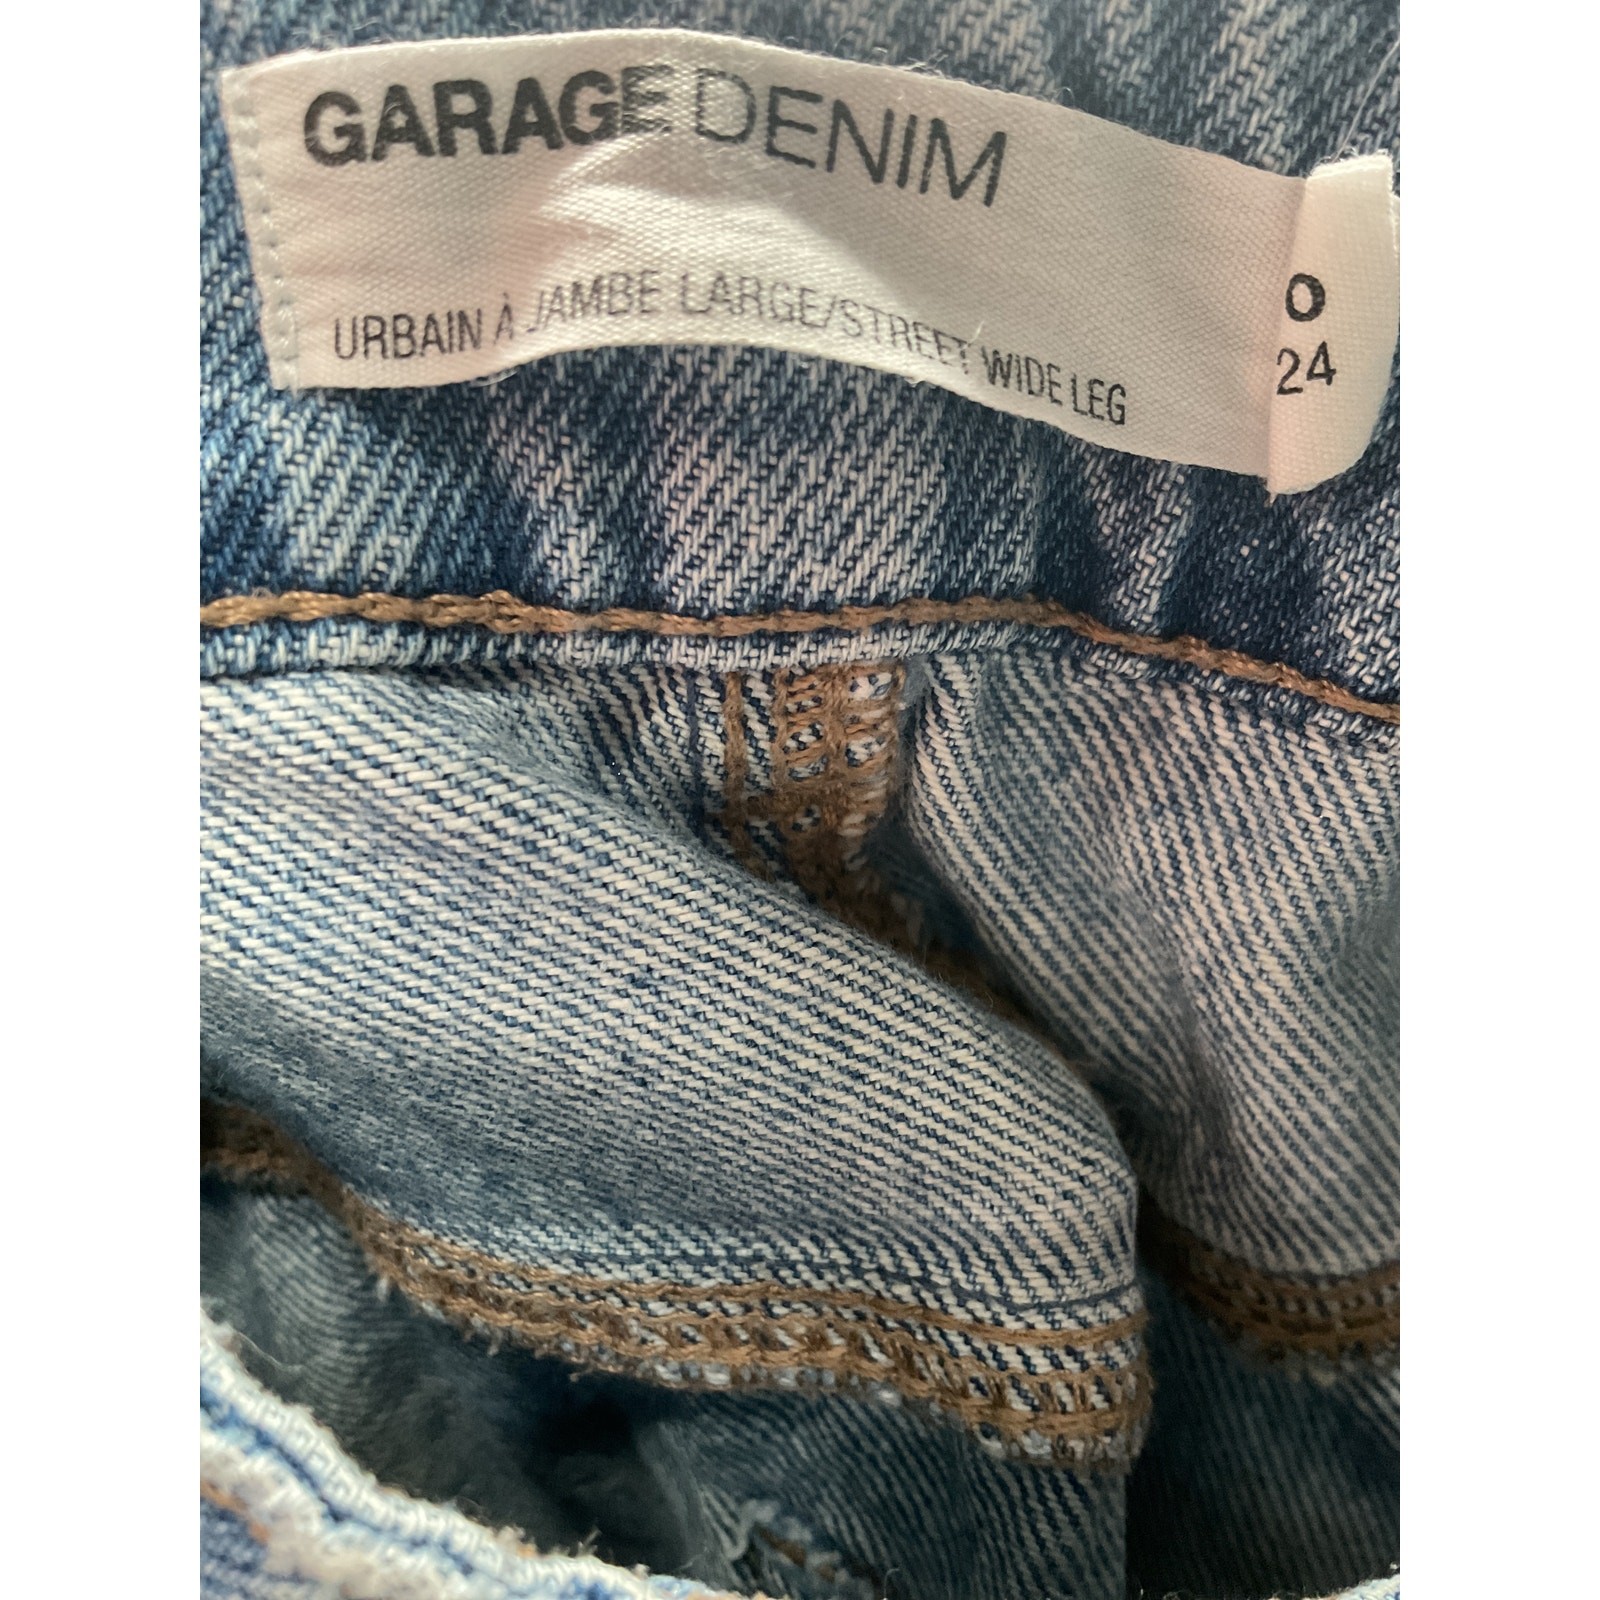 GARAGE DENIM
URBAIN À JAMBE LARGE/STREET WIDE LEG
0
24